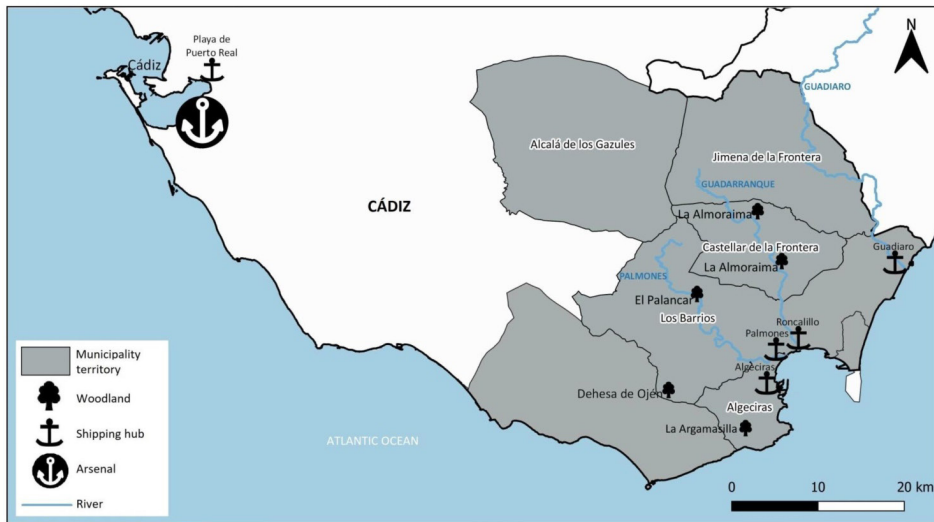 N
Playa de
Puerto Real
Cádiz
GUADIARO
Alcalá de los Gazules
Jimena de la Frontera
GUADARRANQUE
CÁDIZ
La Almoraima
Castellar de la Frontera
Guadiaro
La Almoraima
PALMONES
El Palancar
Los Barrios
Roncalillo
Palmones
Algeciras
Dehesa de Ojén
Algeciras
La Argamasilla
ATLANTIC OCEAN
Municipality
territory
Woodland
Shipping hub
Arsenal
River
0 10 20 km